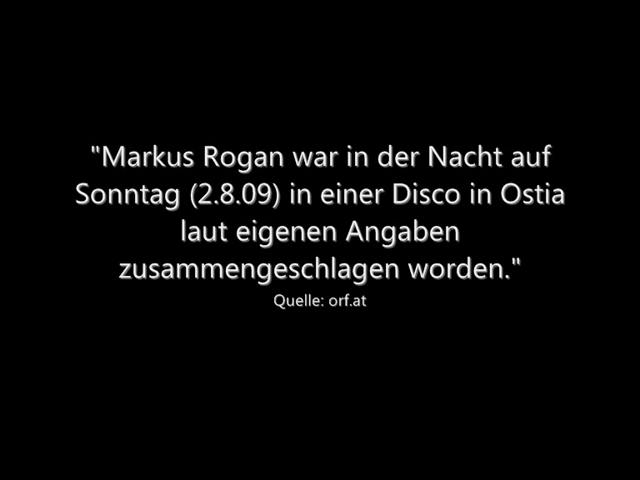 "Markus Rogan war in der Nacht auf
Sonntag (2.8.09) in einer Disco in Ostia
laut eigenen Angaben
zusammengeschlagen worden."
Quelle: orf.at